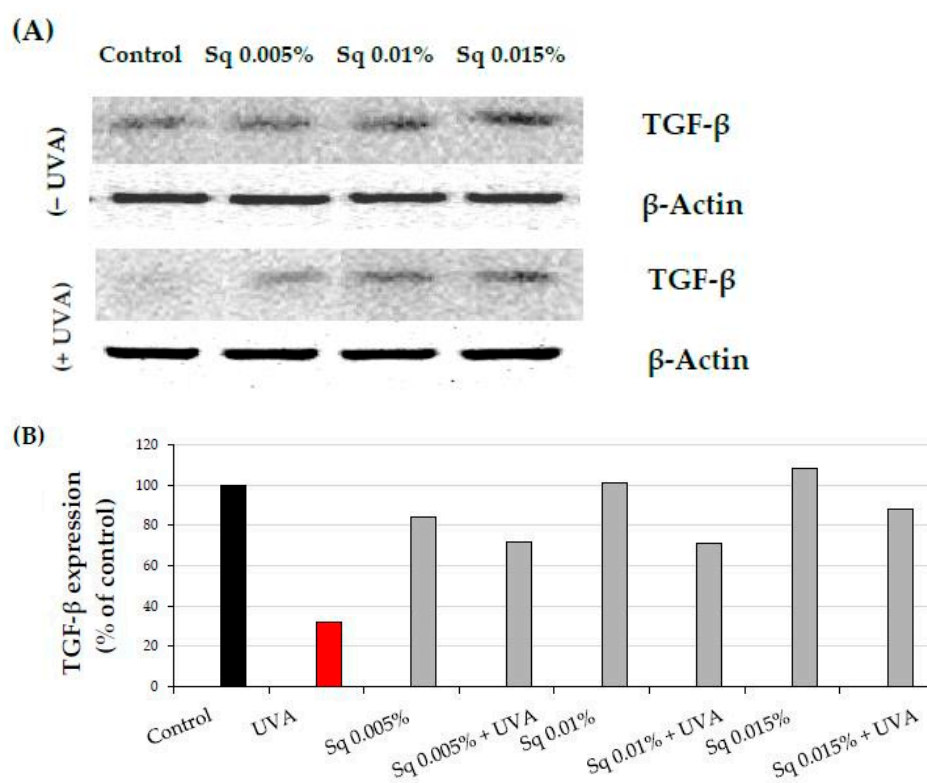 (A)
Control Sq 0.005% Sq 0.01% Sq 0.015%
(– UVA)
TGF-β
β-Actin
(+ UVA)
TGF-β
β-Actin
(B)
TGF-β expression
(% of control)
120
100
80
60
40
20
0
Control UVA Sq 0.005% Sq 0.005% + UVA Sq 0.01% Sq 0.01% + UVA Sq 0.015% Sq 0.015% + UVA